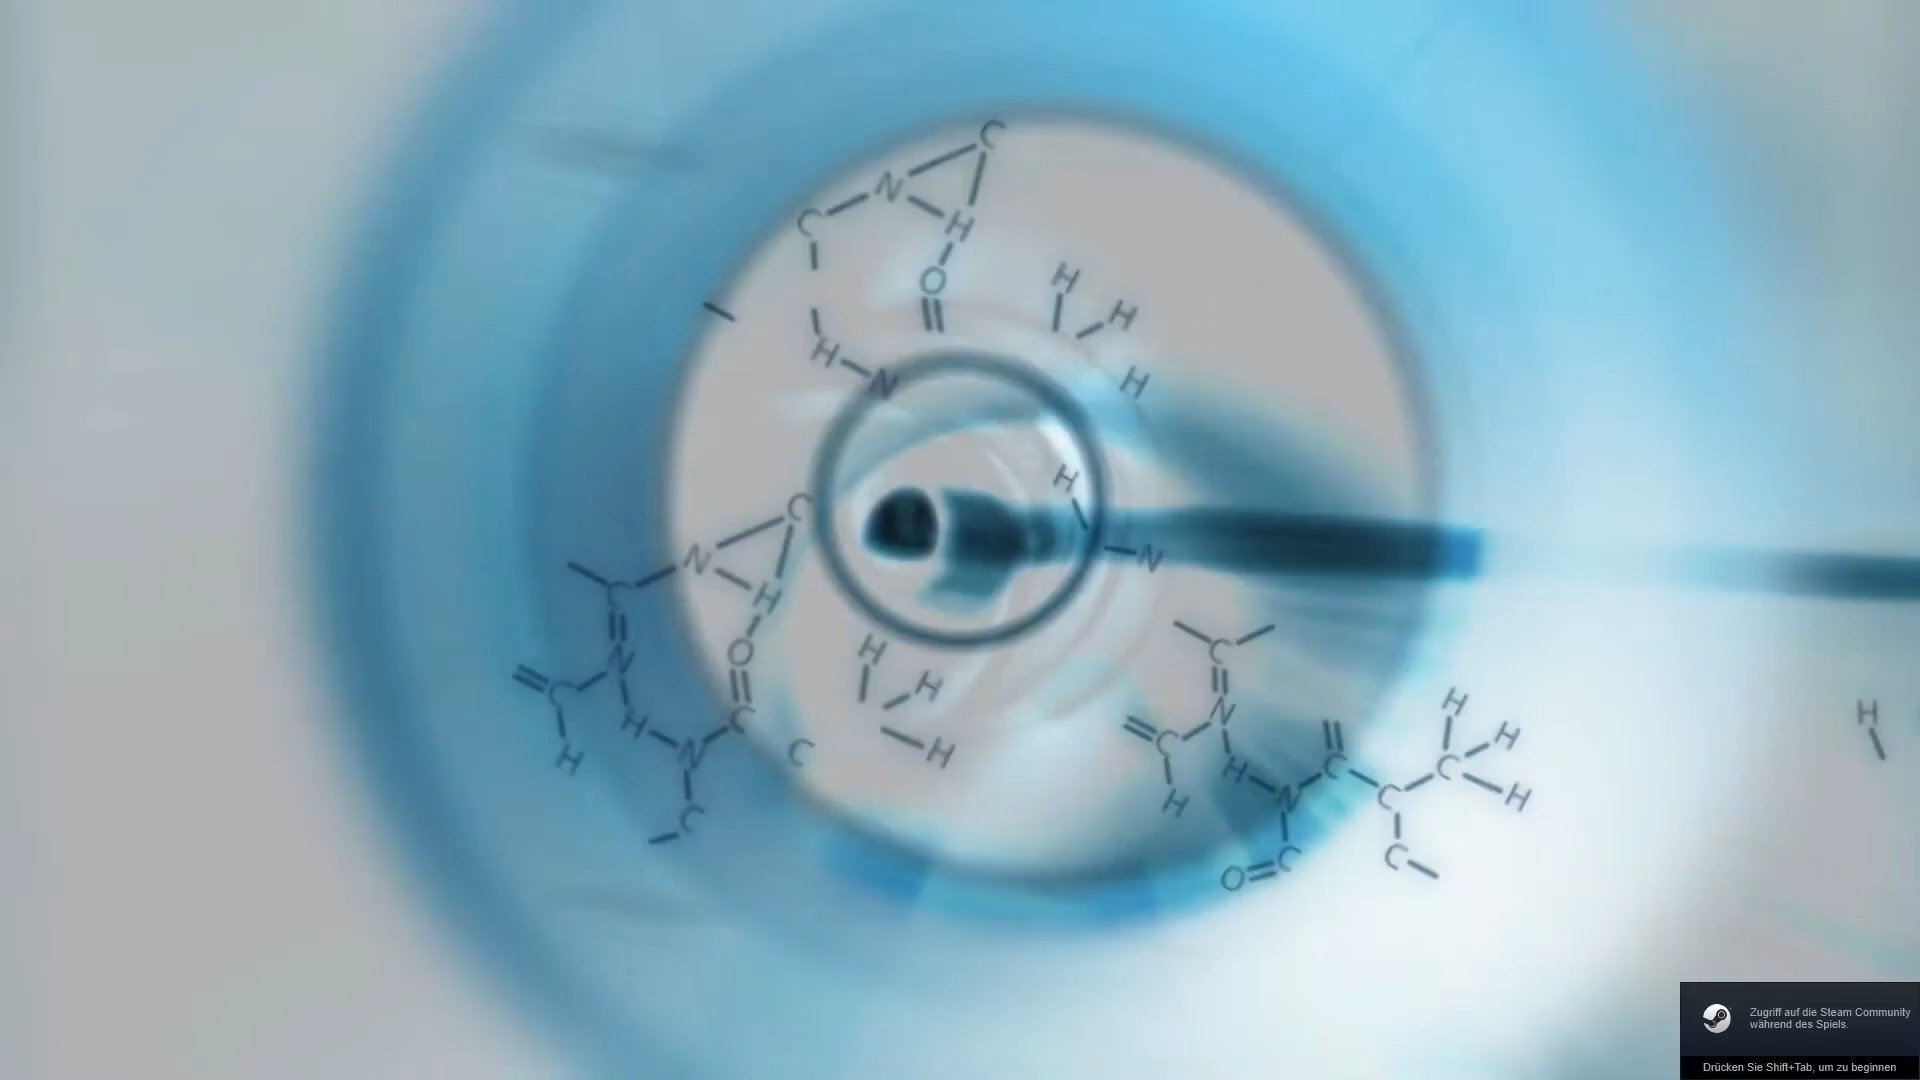 C
N
C
H
O
H
H
H
N
H
H
C
N
H
N
C
H
O
N
H
C
H
H
C
N
C
H
H
N
C
H
C
H
C
C
N
H
H
H
C
H
N
C
H
C
O
C
Zugriff auf die Steam Community
während des Spiels.
Drücken Sie Shift+Tab, um zu beginnen